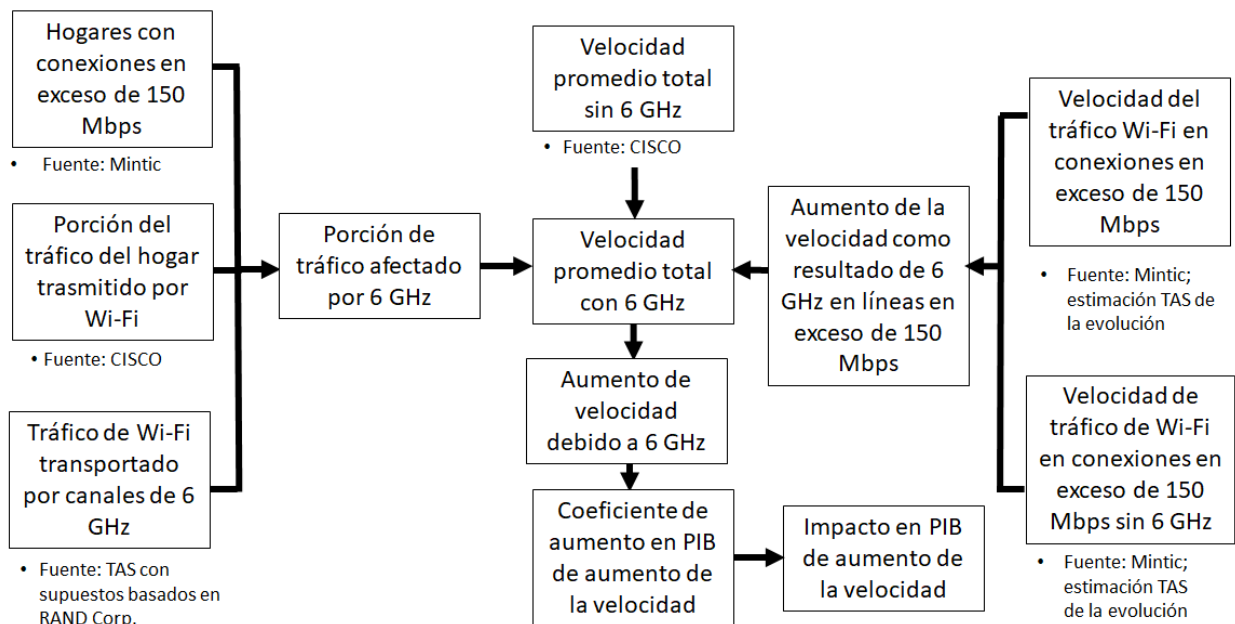 Hogares con
conexiones en
exceso de 150
Mbps
• Fuente: Mintic
Porción del
tráfico del hogar
trasmitido por
Wi-Fi
• Fuente: CISCO
Tráfico de Wi-Fi
transportado
por canales de 6
GHz
• Fuente: TAS con
supuestos basados en
RAND Corp.
Porción de
tráfico afectado
por 6 GHz
Velocidad
promedio total
sin 6 GHz
• Fuente: CISCO
Velocidad
promedio total
con 6 GHz
Aumento de
velocidad
debido a 6 GHz
Coeficiente de
aumento en PIB
de aumento de
la velocidad
Impacto en PIB
de aumento de
la velocidad
Aumento de la
velocidad como
resultado de 6
GHz en líneas en
exceso de 150
Mbps
Velocidad del
tráfico Wi-Fi en
conexiones en
exceso de 150
Mbps
• Fuente: Mintic;
estimación TAS de
la evolución
Velocidad de
tráfico de Wi-Fi
en conexiones en
exceso de 150
Mbps sin 6 GHz
• Fuente: Mintic;
estimación TAS
de la evolución